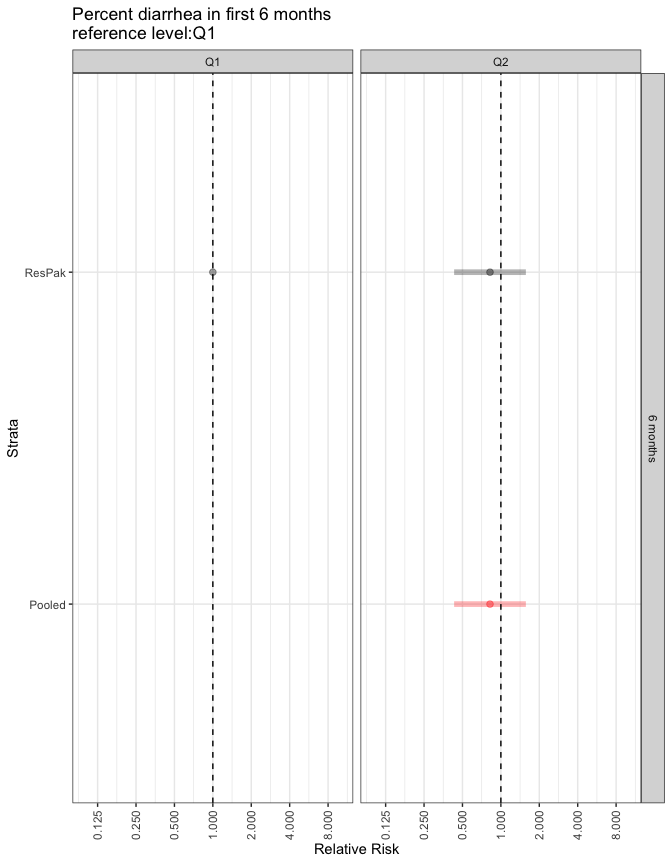 Percent diarrhea in first 6 months
reference level:Q1
Q1
Q2
ResPak
Pooled
Strata
6 months
0.125
0.250
0.500
1.000
2.000
4.000
8.000
0.125
0.250
0.500
1.000
2.000
4.000
8.000
Relative Risk